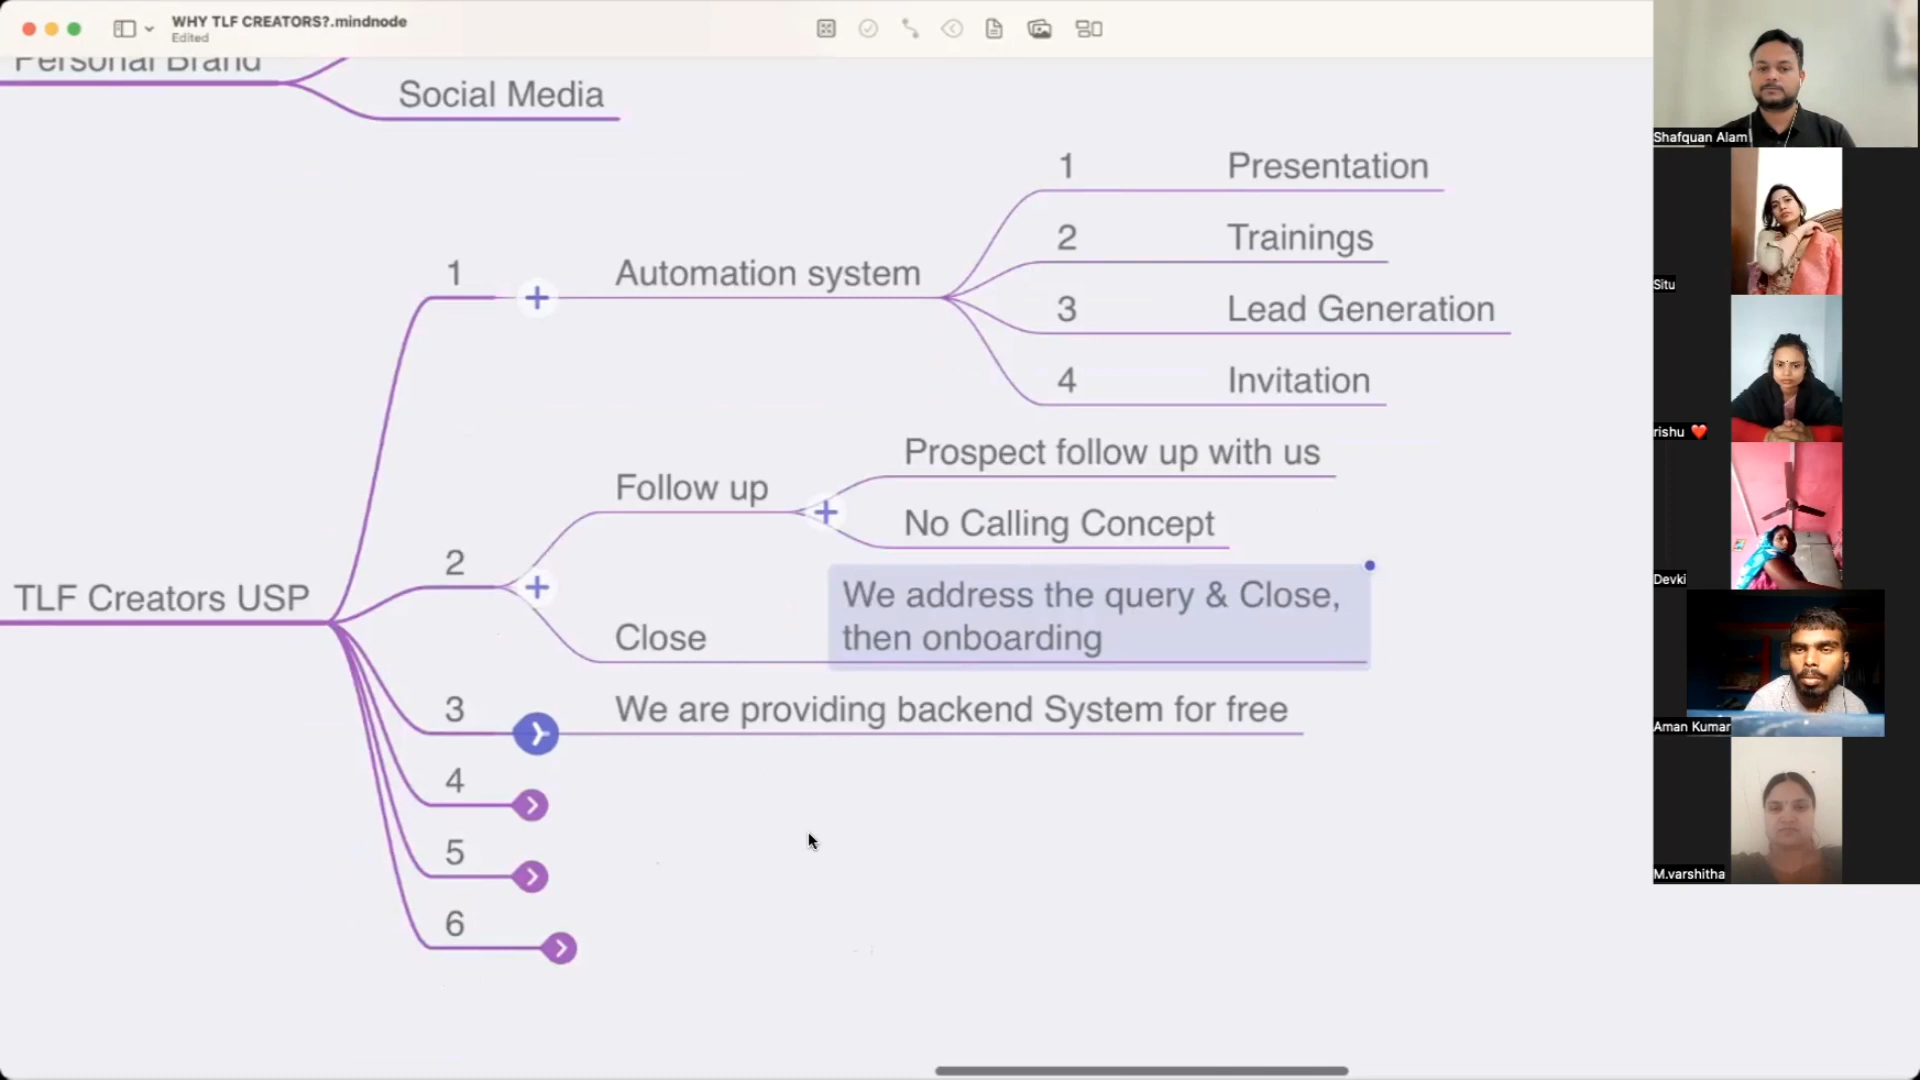 WHY TLF CREATORS?.mindnode
Edited
Personal Brand
Social Media
1 Automation system
1 Presentation
2 Trainings
3 Lead Generation
4 Invitation
TLF Creators USP
2
Follow up
Prospect follow up with us
No Calling Concept
Close
We address the query & Close,
then onboarding
3 We are providing backend System for free
4
5
6
Shafquan Alam
Situ
rishu ❤️
Devki
Aman Kumar
M.varshitha